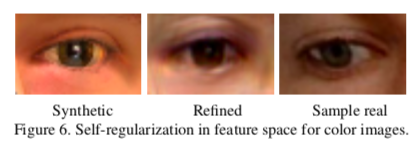 Synthetic Refined Sample real
Figure 6. Self-regularization in feature space for color images.